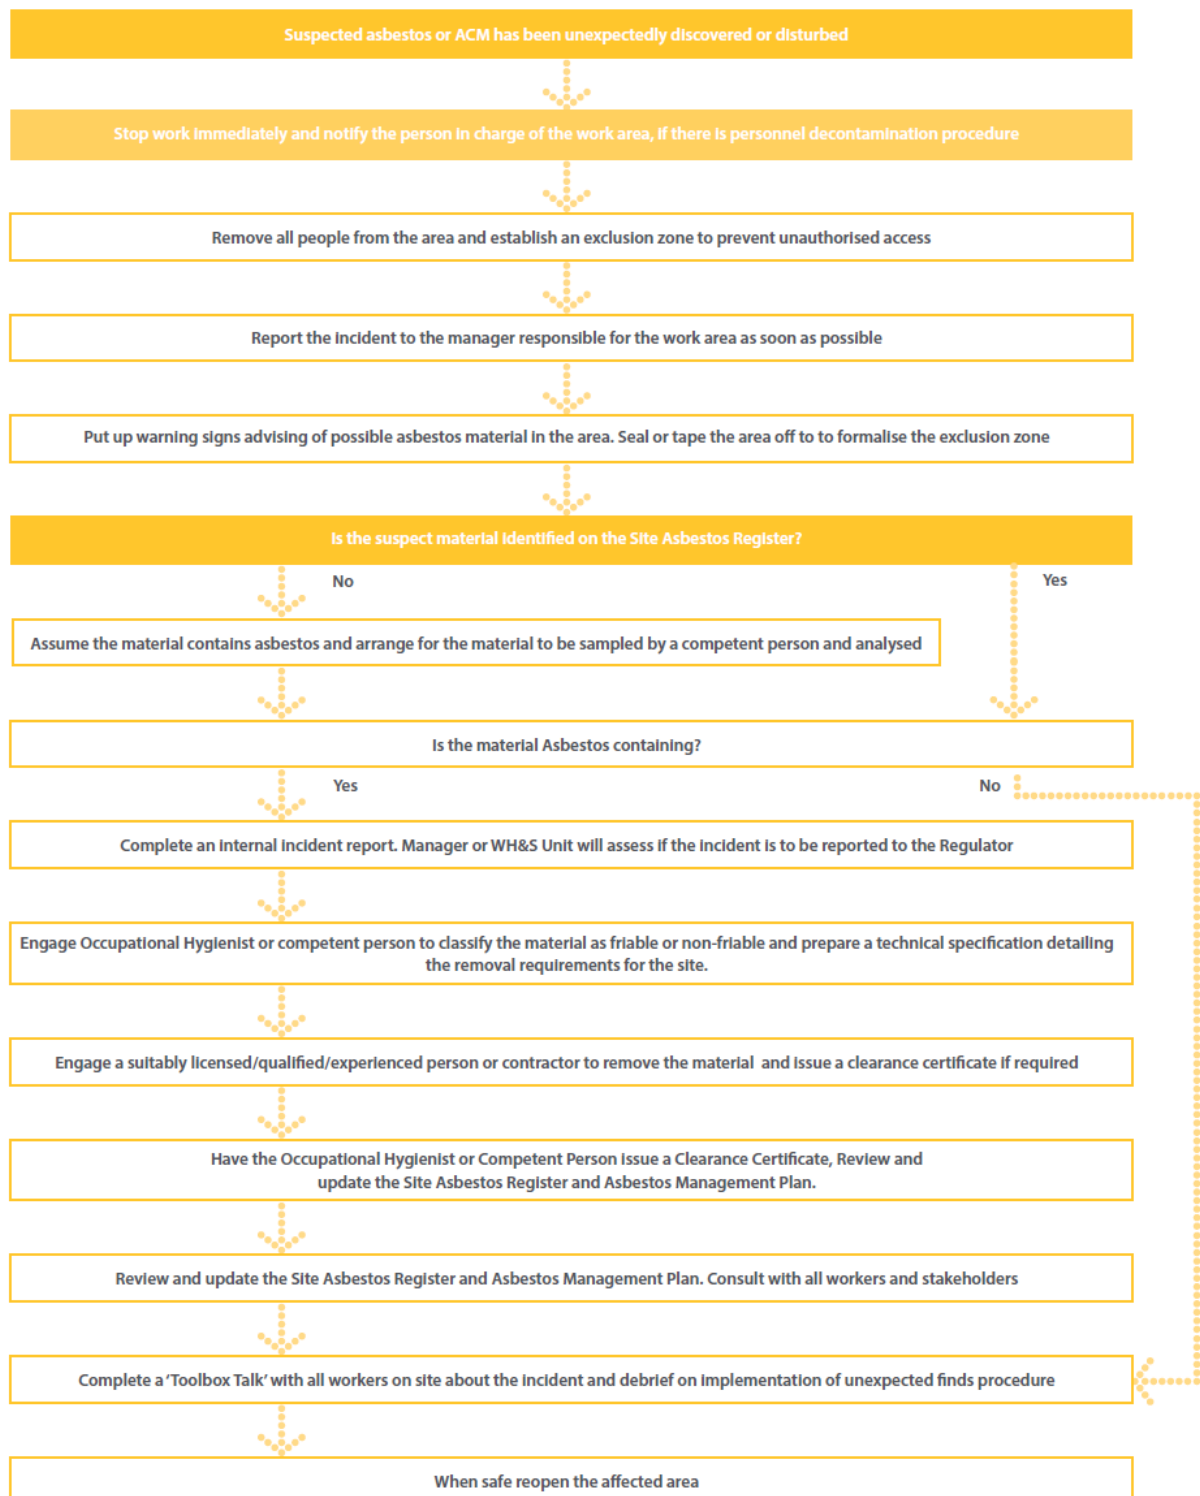 Suspected asbestos or ACM has been unexpectedly discovered or disturbed
Stop work immediately and notify the person in charge of the work area, if there is personnel decontamination procedure
Remove all people from the area and establish an exclusion zone to prevent unauthorised access
Report the incident to the manager responsible for the work area as soon as possible
Put up warning signs advising of possible asbestos material in the area. Seal or tape the area off to to formalise the exclusion zone
Is the suspect material identified on the Site Asbestos Register?
No
Yes
Assume the material contains asbestos and arrange for the material to be sampled by a competent person and analysed
Is the material Asbestos containing?
Yes
No
Complete an internal incident report. Manager or WH&S Unit will assess if the incident is to be reported to the Regulator
Engage Occupational Hygienist or competent person to classify the material as friable or non-friable and prepare a technical specification detailing
the removal requirements for the site.
Engage a suitably licensed/qualified/experienced person or contractor to remove the material and issue a clearance certificate if required
Have the Occupational Hygienist or Competent Person issue a Clearance Certificate, Review and
update the Site Asbestos Register and Asbestos Management Plan.
Review and update the Site Asbestos Register and Asbestos Management Plan. Consult with all workers and stakeholders
Complete a 'Toolbox Talk' with all workers on site about the incident and debrief on implementation of unexpected finds procedure
When safe reopen the affected area